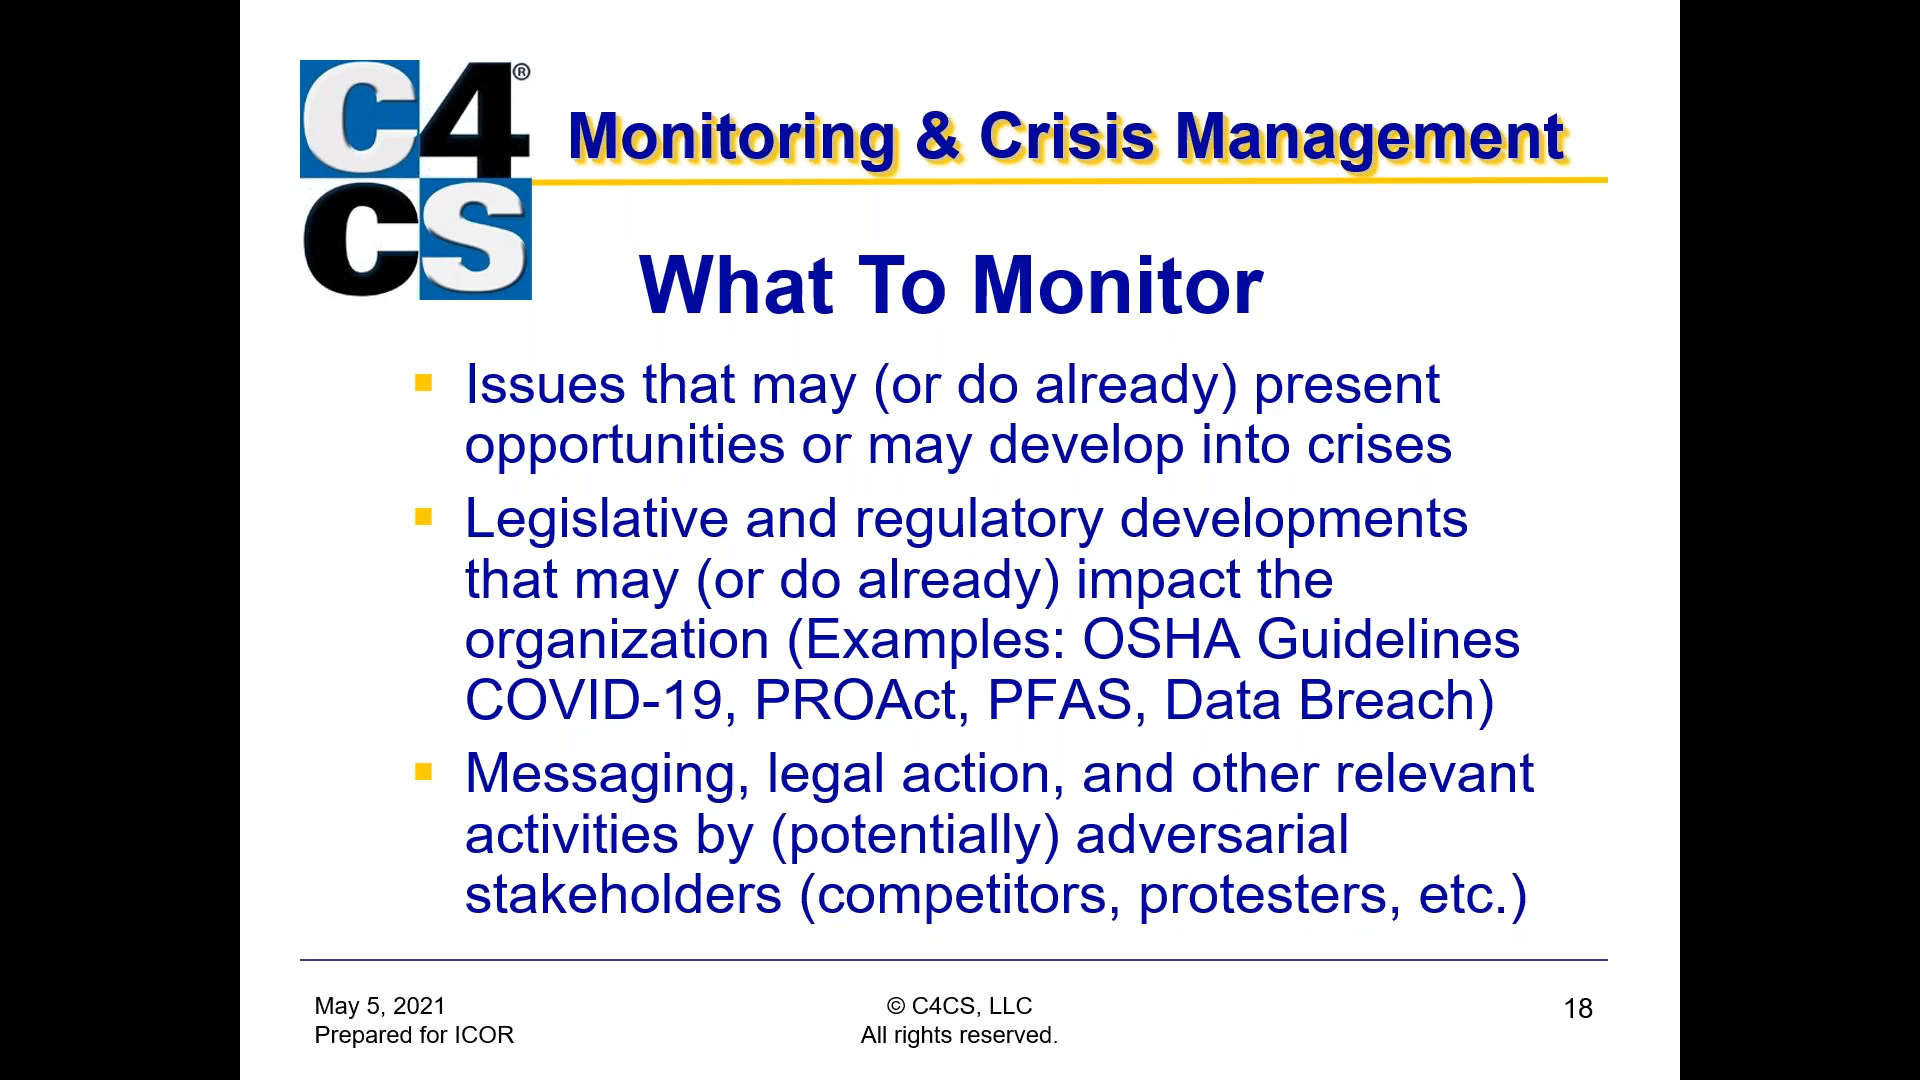 C4®
CS
Monitoring & Crisis Management
What To Monitor
Issues that may (or do already) present
opportunities or may develop into crises
Legislative and regulatory developments
that may (or do already) impact the
organization (Examples: OSHA Guidelines
COVID-19, PROAct, PFAS, Data Breach)
Messaging, legal action, and other relevant
activities by (potentially) adversarial
stakeholders (competitors, protesters, etc.)
May 5, 2021
Prepared for ICOR
© C4CS, LLC
All rights reserved.
18